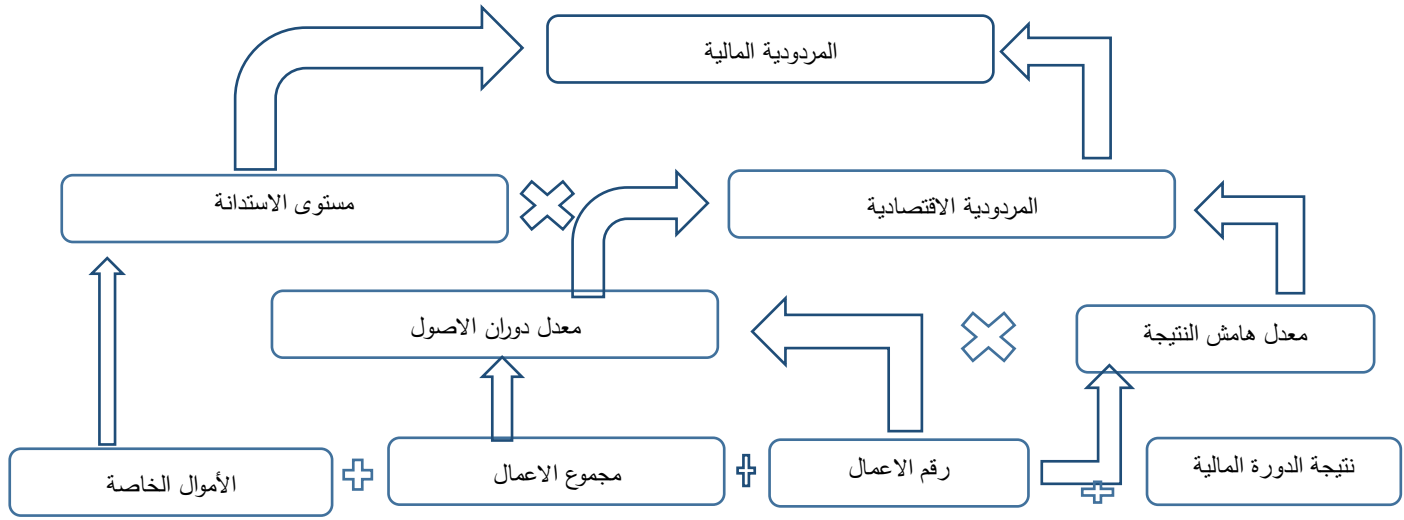 المردودية المالية
المردودية الاقتصادية
مستوى الاستدانة
معدل هامش النتيجة
معدل دوران الاصول
نتيجة الدورة المالية
رقم الاعمال
مجموع الاعمال
الأموال الخاصة